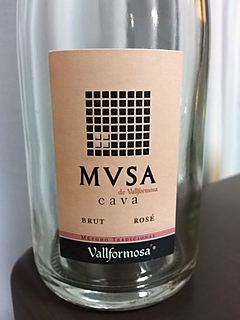 MVSA
de Vallformosa
cava
BRUT ROSÉ
MÉTODO TRADICIONAL
Vallformosa